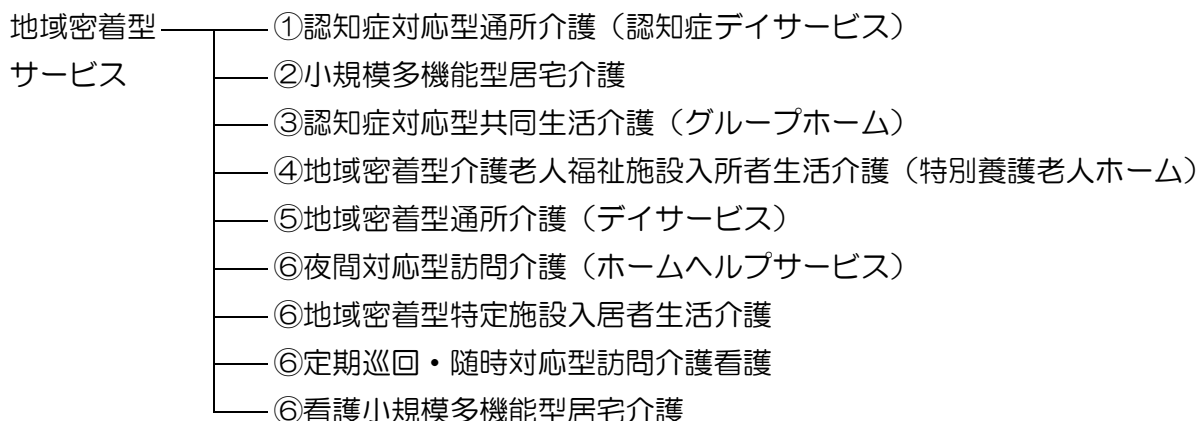 地域密着型
サービス
①認知症対応型通所介護（認知症デイサービス）
②小規模多機能型居宅介護
③認知症対応型共同生活介護（グループホーム）
④地域密着型介護老人福祉施設入所者生活介護（特別養護老人ホーム）
⑤地域密着型通所介護（デイサービス）
⑥夜間対応型訪問介護（ホームヘルプサービス）
⑥地域密着型特定施設入居者生活介護
⑥定期巡回・随時対応型訪問介護看護
⑥看護小規模多機能型居宅介護